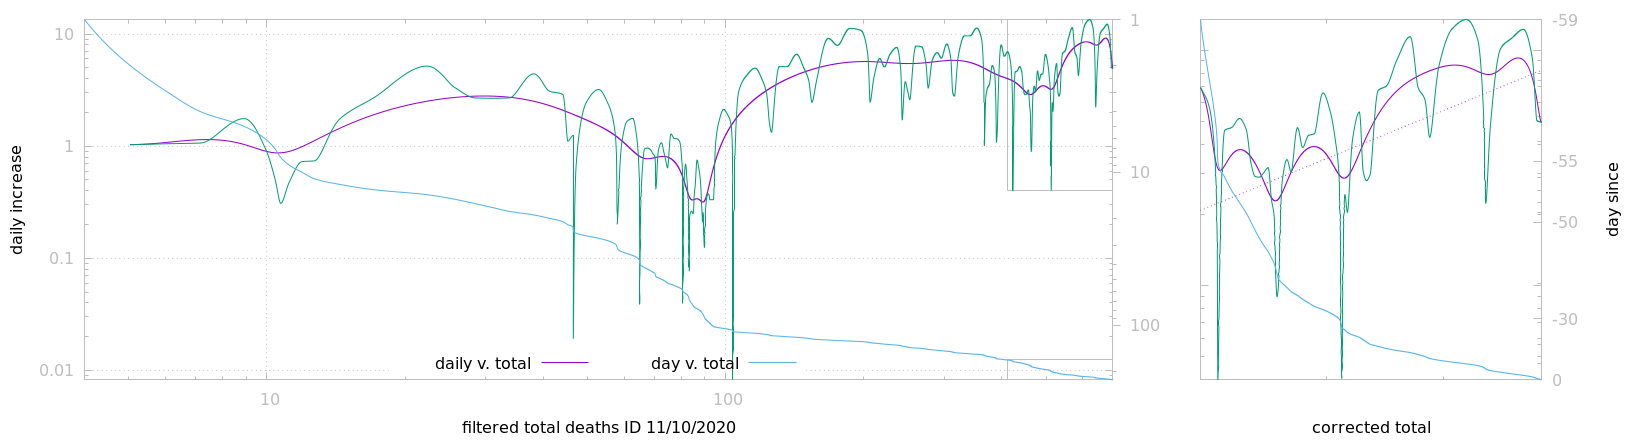 10
1
0.1
0.01
daily increase
10
100
1
10
100
daily v. total
day v. total
filtered total deaths ID 11/10/2020
-59
-55
-50
-30
0
day since
corrected total